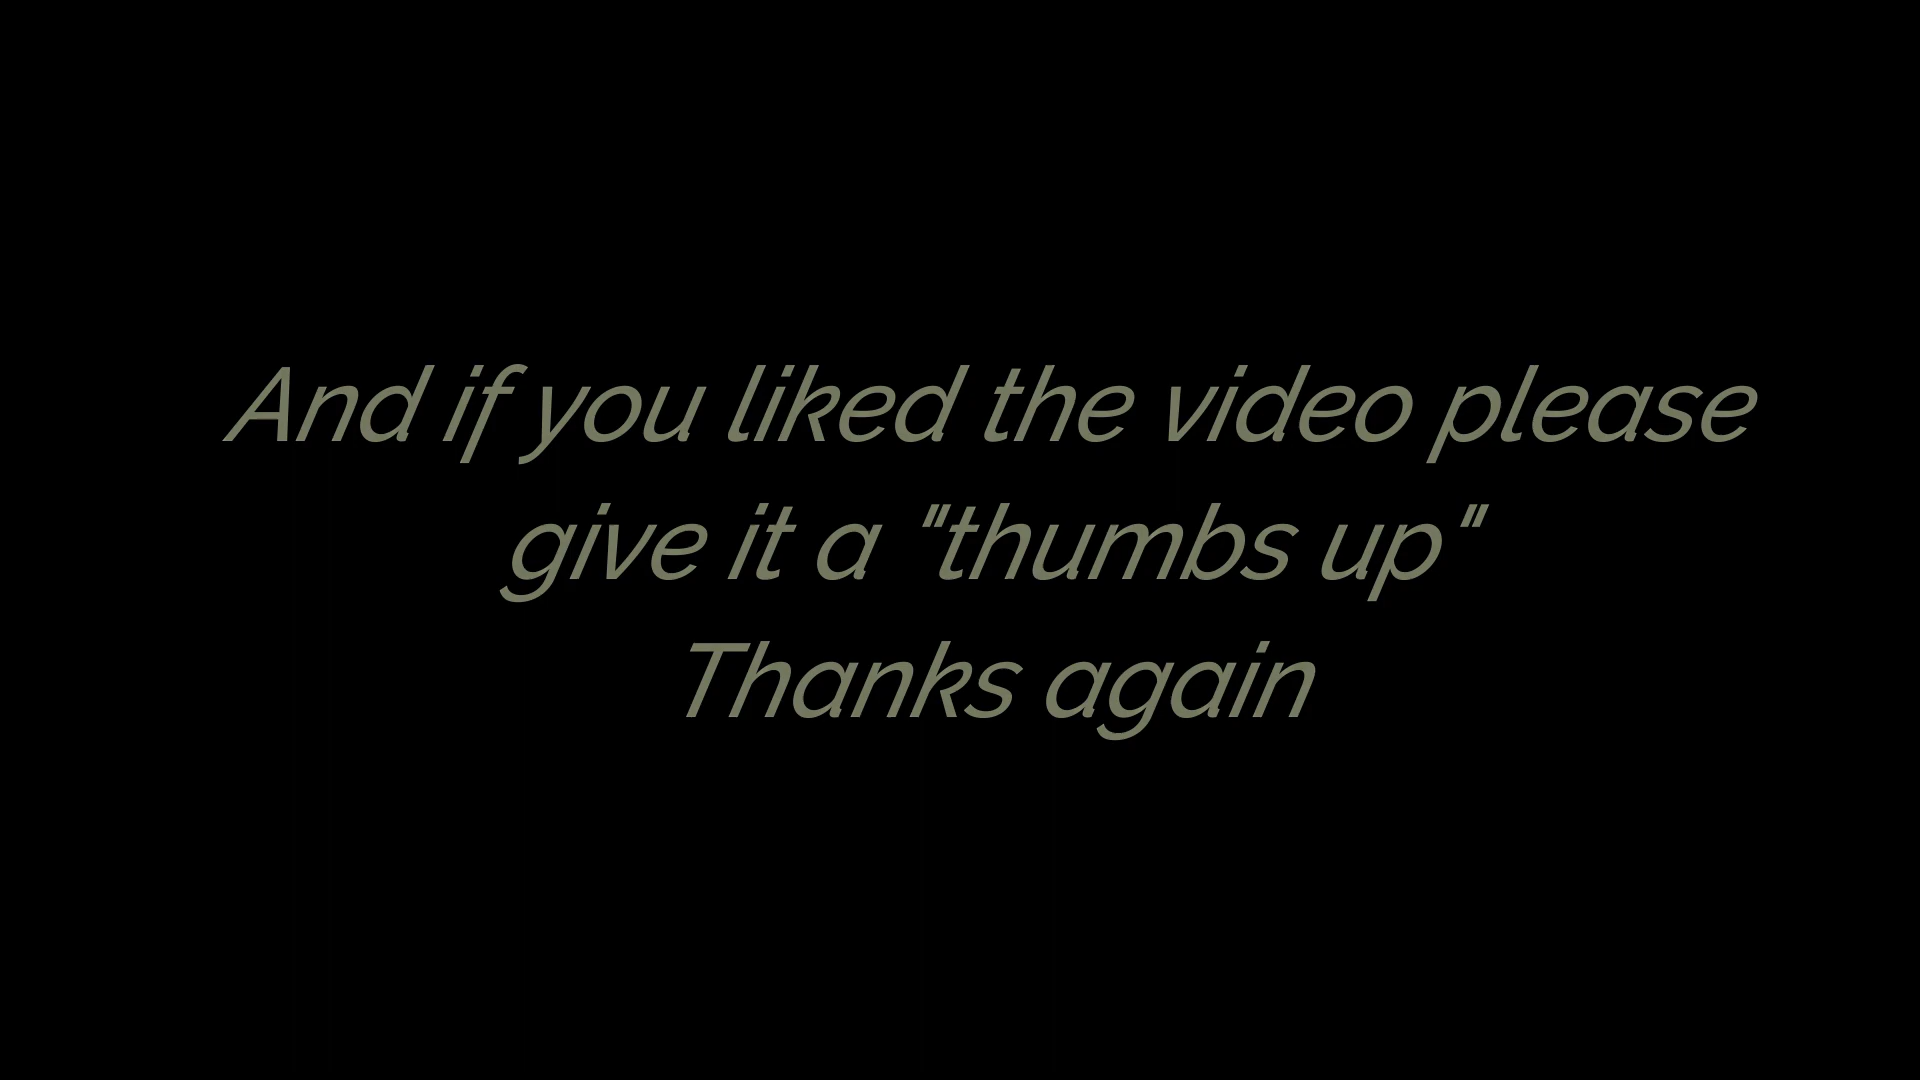 And if you liked the video please
give it a "thumbs up"
Thanks again